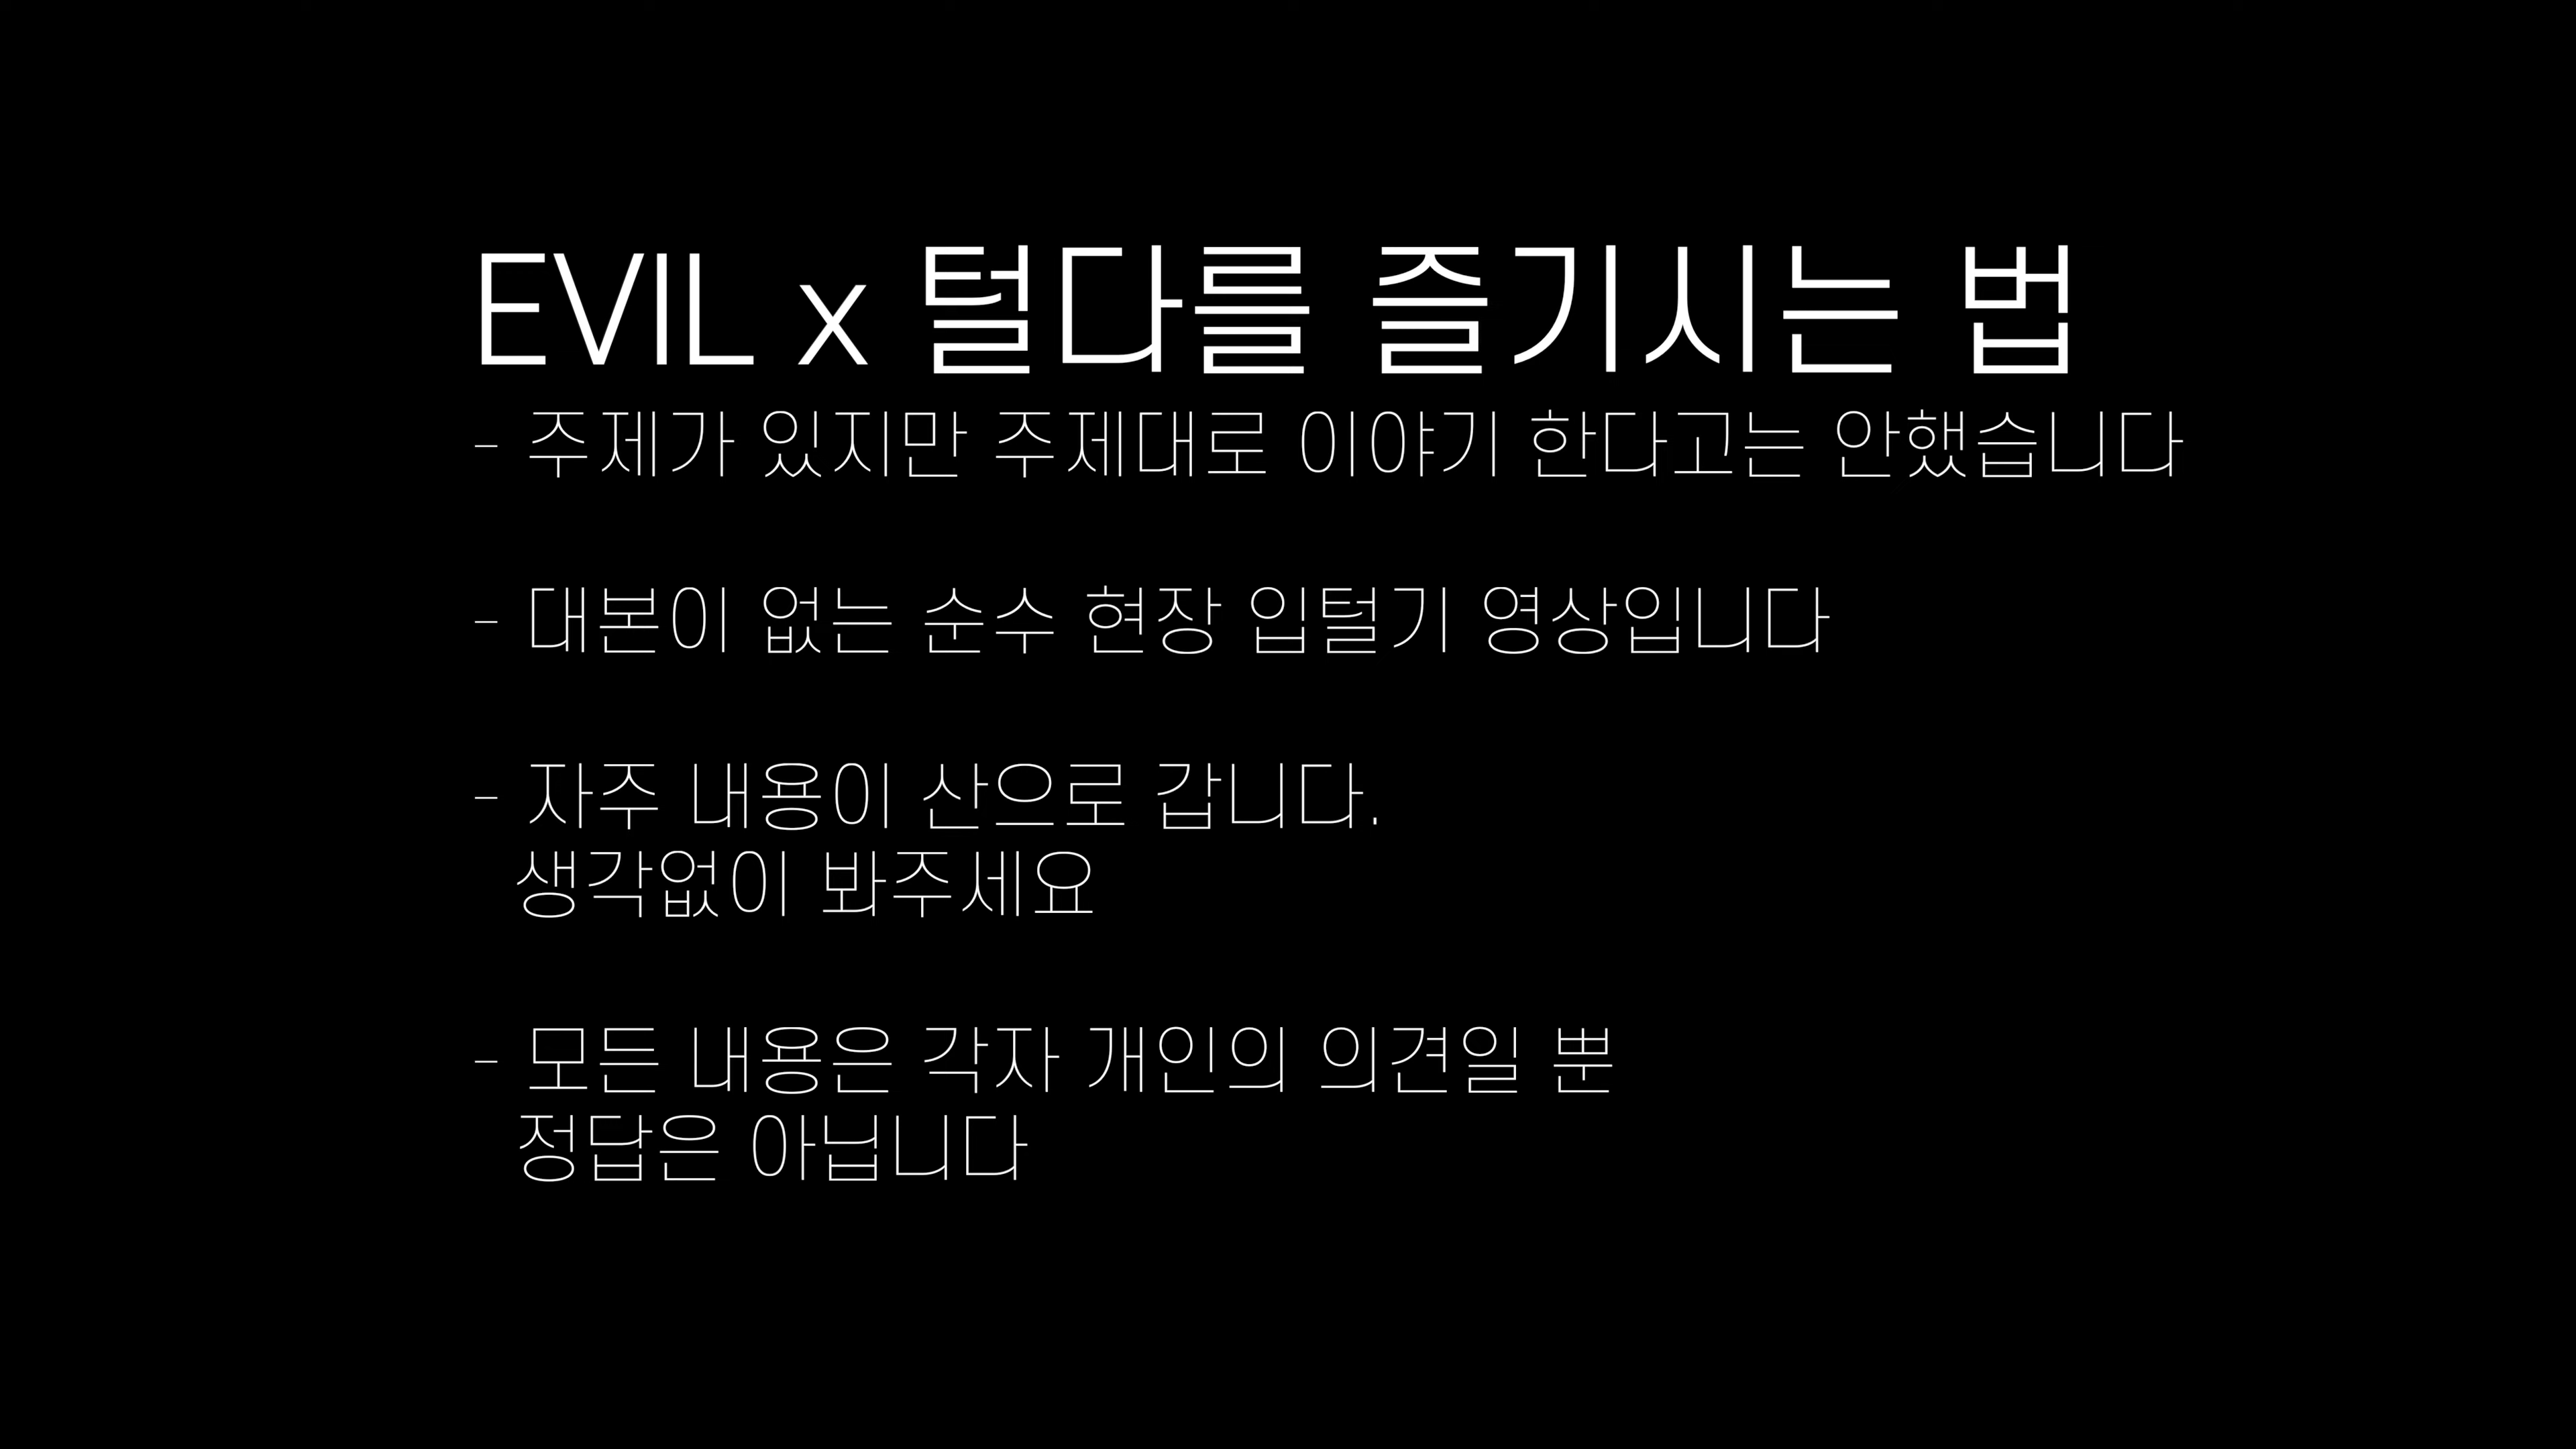 EVIL x 털다를 즐기시는 법
- 주제가 있지만 주제대로 이야기 한다고는 안했습니다
- 대본이 없는 순수 현장 입털기 영상입니다
- 자주 내용이 산으로 갑니다.
생각없이 봐주세요
- 모든 내용은 각자 개인의 의견일 뿐
정답은 아닙니다